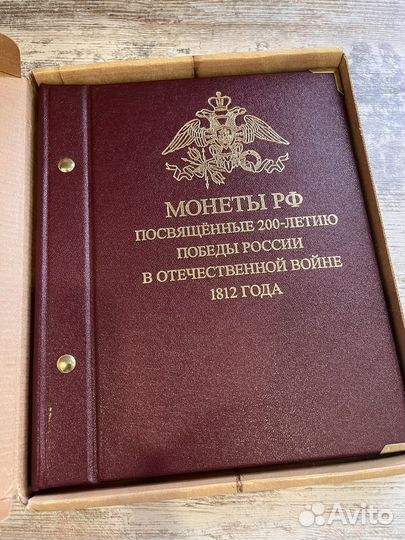 МОНЕТЫ РФ
ПОСВЯЩЁННЫЕ 200-ЛЕТИЮ
ПОБЕДЫ РОССИИ
В ОТЕЧЕСТВЕННОЙ ВОЙНЕ
1812 ГОДА
Avito